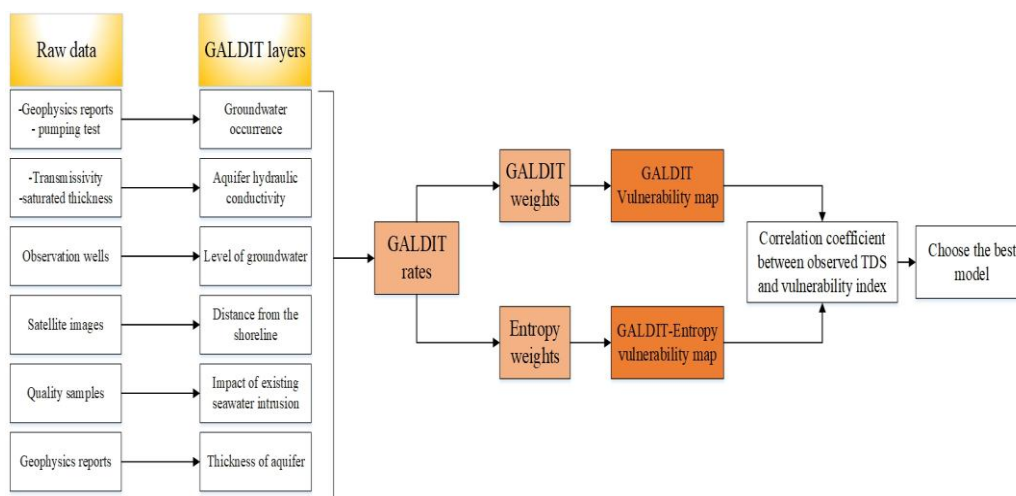 Raw data
GALDIT layers
-Geophysics reports
- pumping test
Groundwater
occurrence
-Transmissivity
-saturated thickness
Aquifer hydraulic
conductivity
Observation wells
Level of groundwater
Satellite images
Distance from the
shoreline
Quality samples
Impact of existing
seawater intrusion
Geophysics reports
Thickness of aquifer
GALDIT
rates
GALDIT
weights
GALDIT
Vulnerability map
Entropy
weights
GALDIT-Entropy
vulnerability map
Correlation coefficient
between observed TDS
and vulnerability index
Choose the best
model